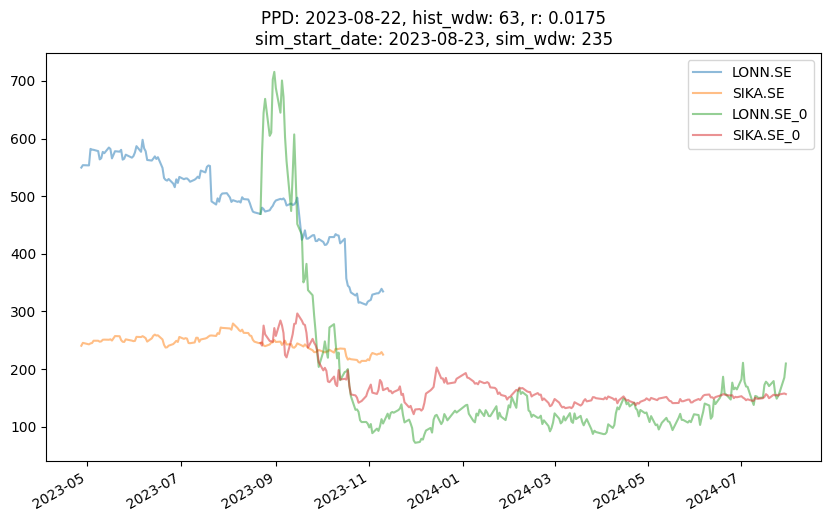 PPD: 2023-08-22, hist_wdw: 63, r: 0.0175
sim_start_date: 2023-08-23, sim_wdw: 235
LONN.SE
SIKA.SE
LONN.SE_0
SIKA.SE_0
700
600
500
400
300
200
100
2023-05
2023-07
2023-09
2023-11
2024-01
2024-03
2024-05
2024-07